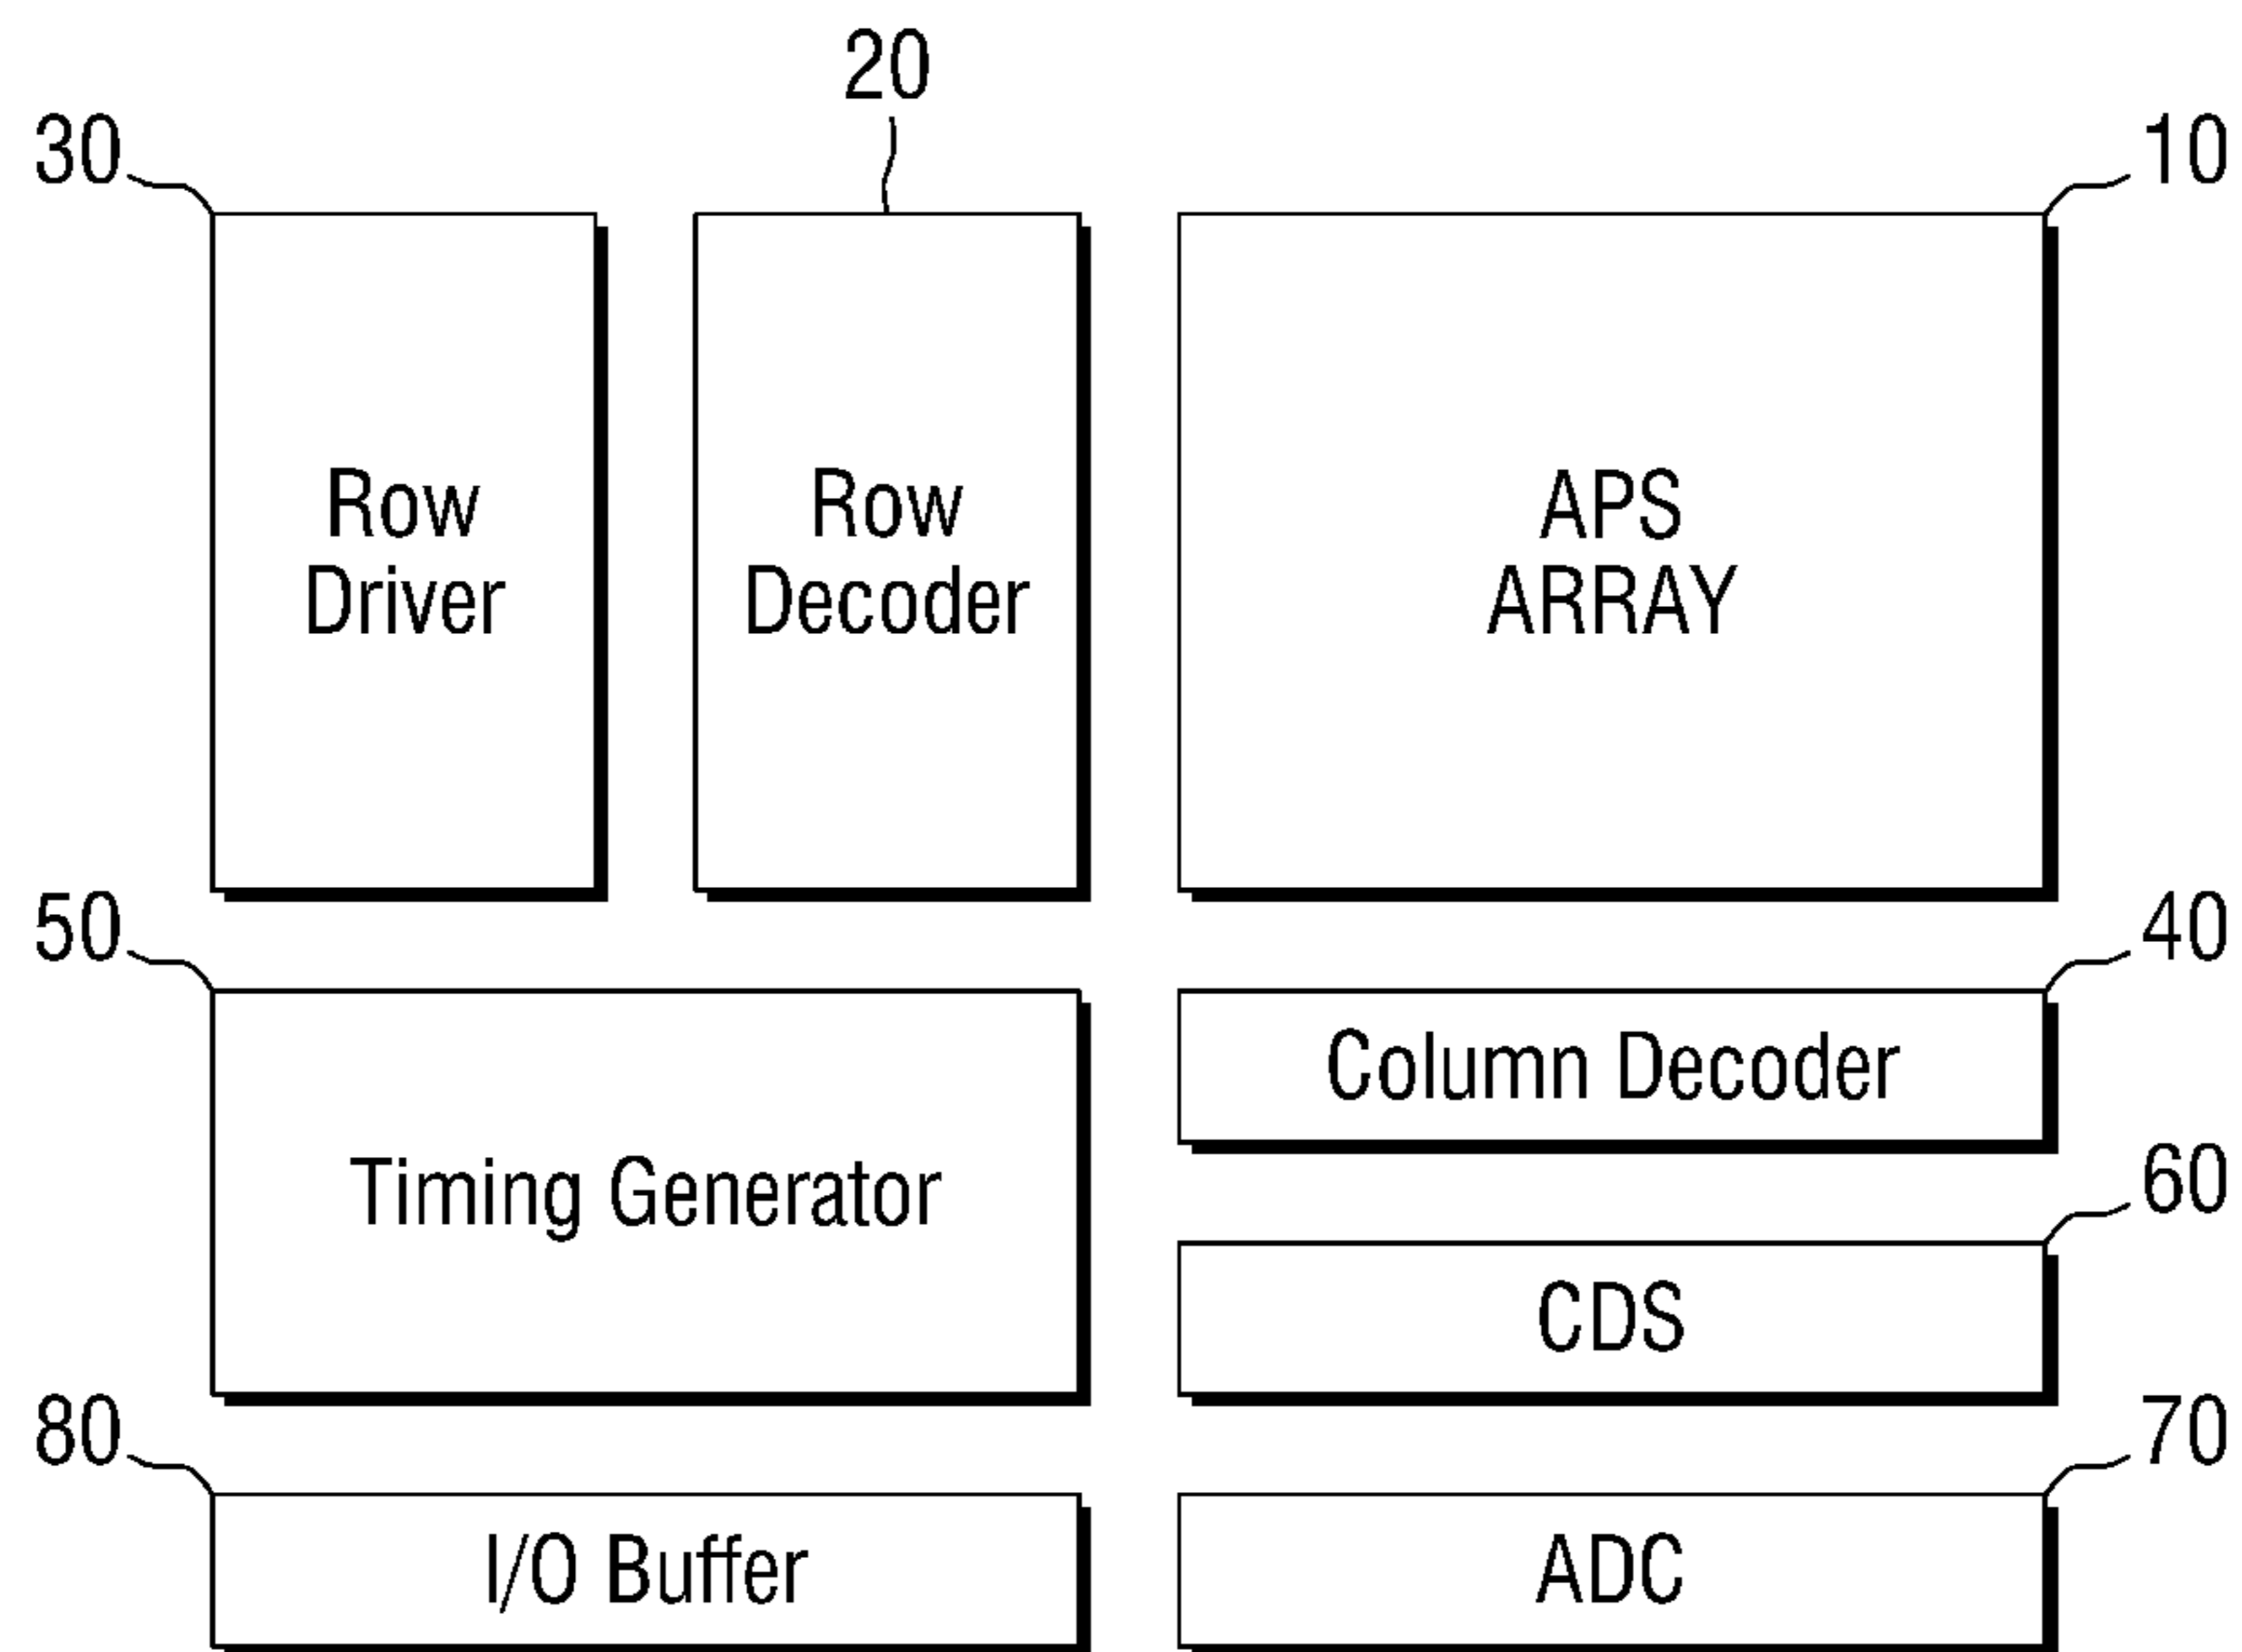 20
30
10
Row
Driver
Row
Decoder
APS
ARRAY
50
40
Column Decoder
Timing Generator
60
CDS
80
70
I/O Buffer
ADC